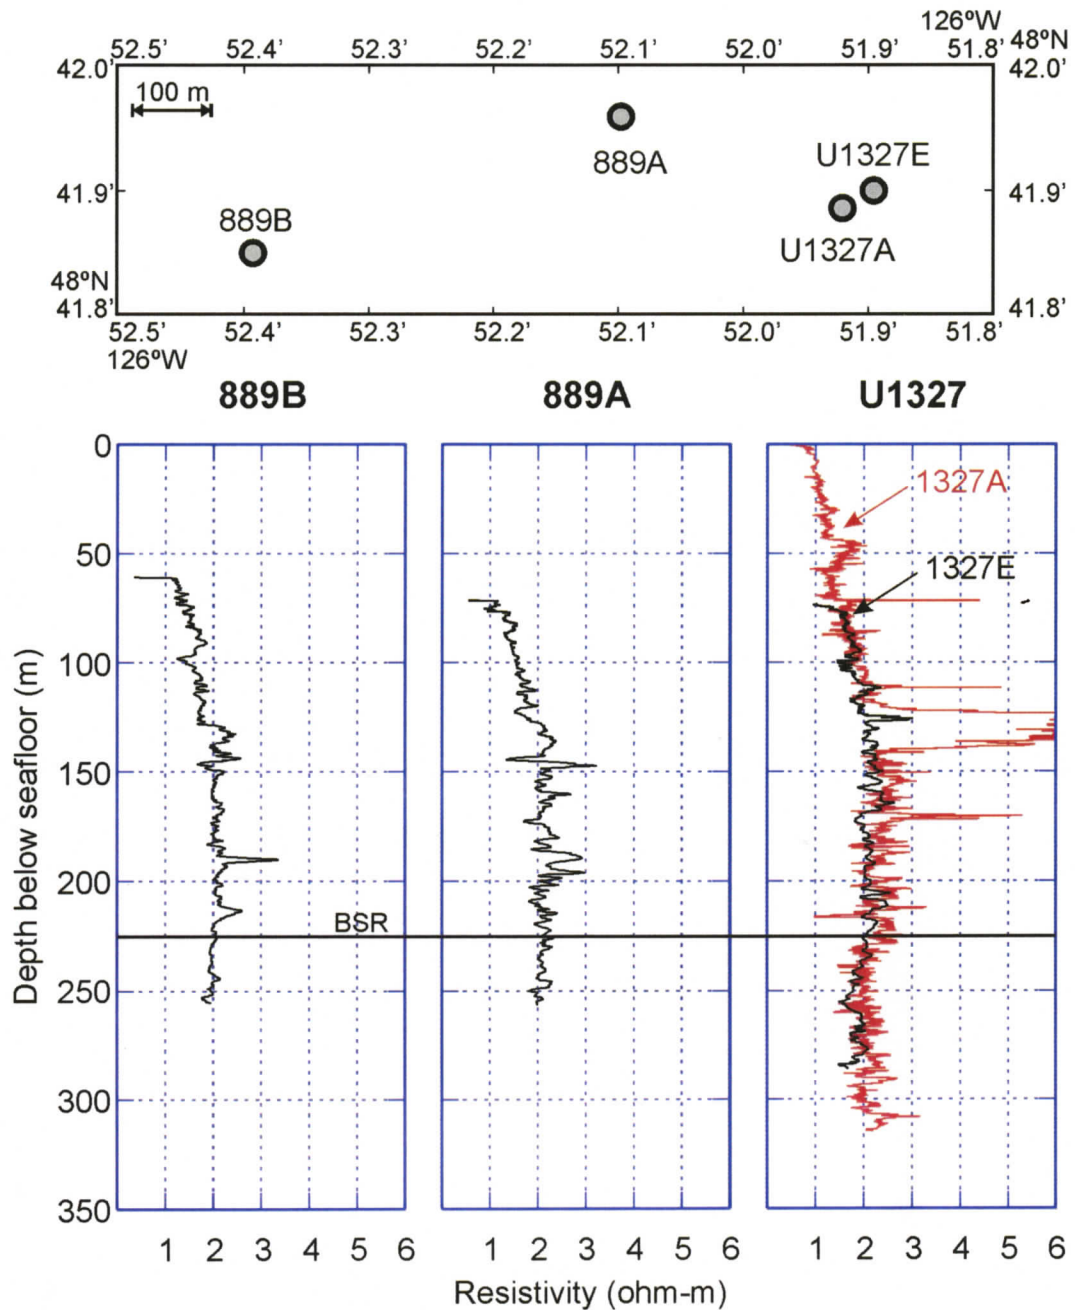 126°W
52.5' 52.4' 52.3' 52.2' 52.1' 52.0' 51.9' 51.8' 48°N
42.0' 42.0'
100 m
889A
U1327E
41.9' 41.9'
889B
U1327A
48°N
41.8' 41.8'
52.5' 52.4' 52.3' 52.2' 52.1' 52.0' 51.9' 51.8'
126°W
889B 889A U1327
0
1327A
50
1327E
100
150
200
BSR
250
300
350
Depth below seafloor (m)
1 2 3 4 5 6 1 2 3 4 5 6 1 2 3 4 5 6
Resistivity (ohm-m)